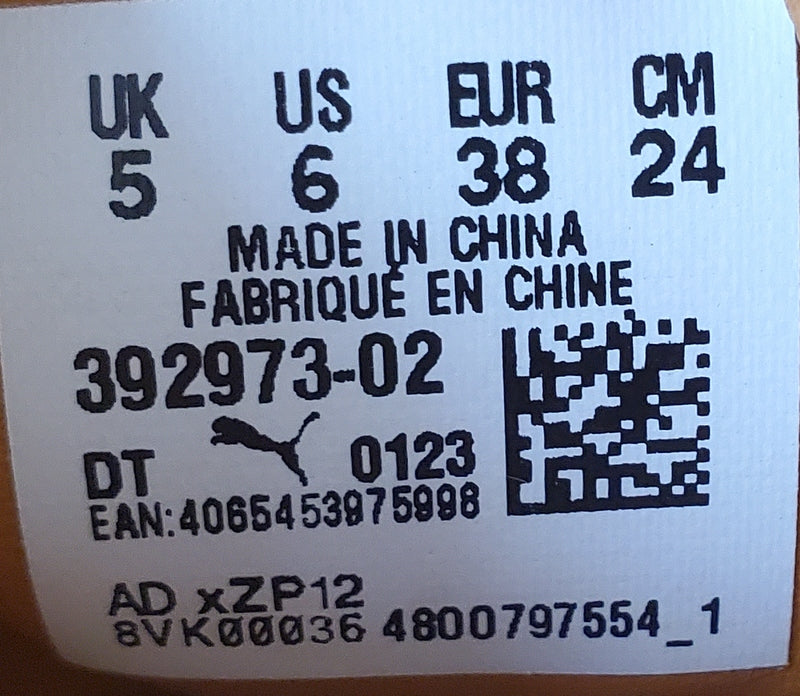 UK US EUR CM
5 6 38 24
MADE IN CHINA
FABRIQUÉ EN CHINE
392973-02
DT 0123
EAN:4065453975998
AD xZP12
8VK00036 4800797554_1